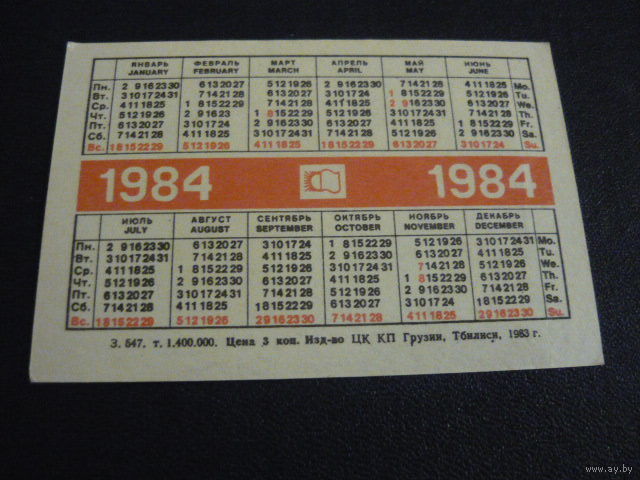 ЯНВАРЬ ФЕВРАЛЬ МАРТ АПРЕЛЬ МАЙ ИЮНЬ
JANUARY FEBRUARY MARCH APRIL MAY JUNE
Пн. 2 9 16 23 30 6 13 20 27 5 12 19 26 2 9 16 23 30 7 14 21 28 4 11 18 25 Mo.
Вт. 3 10 17 24 31 7 14 21 28 6 13 20 27 3 10 17 24 1 8 15 22 29 5 12 19 26 Tu.
Ср. 4 11 18 25 1 8 15 22 29 7 14 21 28 4 11 18 25 2 9 16 23 30 6 13 20 27 We.
Чт. 5 12 19 26 2 9 16 23 1 8 15 22 29 5 12 19 26 3 10 17 24 31 7 14 21 28 Th.
Пт. 6 13 20 27 3 10 17 24 2 9 16 23 30 6 13 20 27 4 11 18 25 1 8 15 22 29 Fr.
Сб. 7 14 21 28 4 11 18 25 3 10 17 24 31 7 14 21 28 5 12 19 26 2 9 16 23 30 Sa.
Вс. 1 8 15 22 29 5 12 19 26 4 11 18 25 1 8 15 22 29 6 13 20 27 3 10 17 24 Su.
1984 1984
ИЮЛЬ АВГУСТ СЕНТЯБРЬ ОКТЯБРЬ НОЯБРЬ ДЕКАБРЬ
JULY AUGUST SEPTEMBER OCTOBER NOVEMBER DECEMBER
Пн. 2 9 16 23 30 6 13 20 27 3 10 17 24 1 8 15 22 29 5 12 19 26 3 10 17 24 31 Mo.
Вт. 3 10 17 24 31 7 14 21 28 4 11 18 25 2 9 16 23 30 6 13 20 27 4 11 18 25 Tu.
Ср. 4 11 18 25 1 8 15 22 29 5 12 19 26 3 10 17 24 31 7 14 21 28 5 12 19 26 We.
Чт. 5 12 19 26 2 9 16 23 30 6 13 20 27 4 11 18 25 1 8 15 22 29 6 13 20 27 Th.
Пт. 6 13 20 27 3 10 17 24 31 7 14 21 28 5 12 19 26 2 9 16 23 30 7 14 21 28 Fr.
Сб. 7 14 21 28 4 11 18 25 1 8 15 22 29 6 13 20 27 3 10 17 24 1 8 15 22 29 Sa.
Вс. 1 8 15 22 29 5 12 19 26 2 9 16 23 30 7 14 21 28 4 11 18 25 2 9 16 23 30 Su.
З. 547. т. 1.400.000. Цена 3 коп. Изд-во ЦК КП Грузии, Тбилиси, 1983 г.
www.ay.by